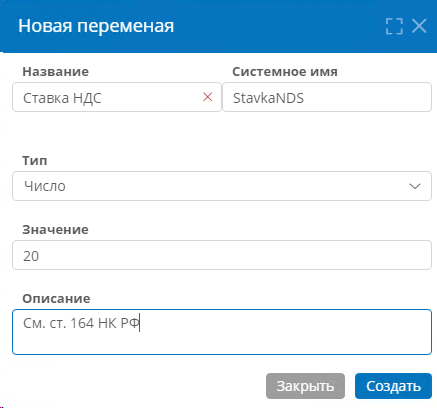 Новая переменая
Название Системное имя
Ставка НДС StavkaNDS
Тип
Число
Значение
20
Описание
См. ст. 164 НК РФ
Закрыть Создать